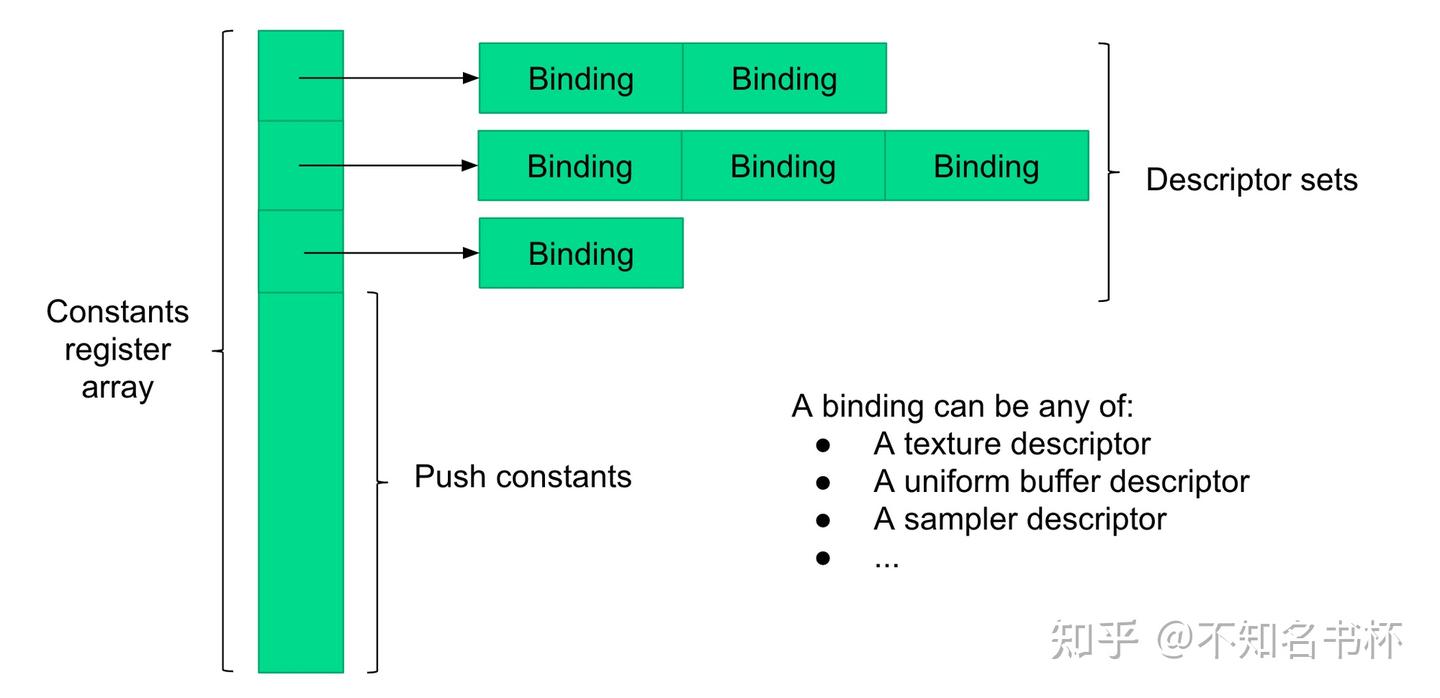 Binding Binding
Binding Binding Binding
Descriptor sets
Binding
Constants
register
array
Push constants
A binding can be any of:
● A texture descriptor
● A uniform buffer descriptor
● A sampler descriptor
● ...
知乎 @不知名书杯